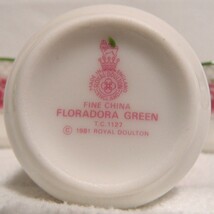 FINE CHINA
FLORADORA GREEN
T.C.1127
© 1981 ROYAL DOULTON